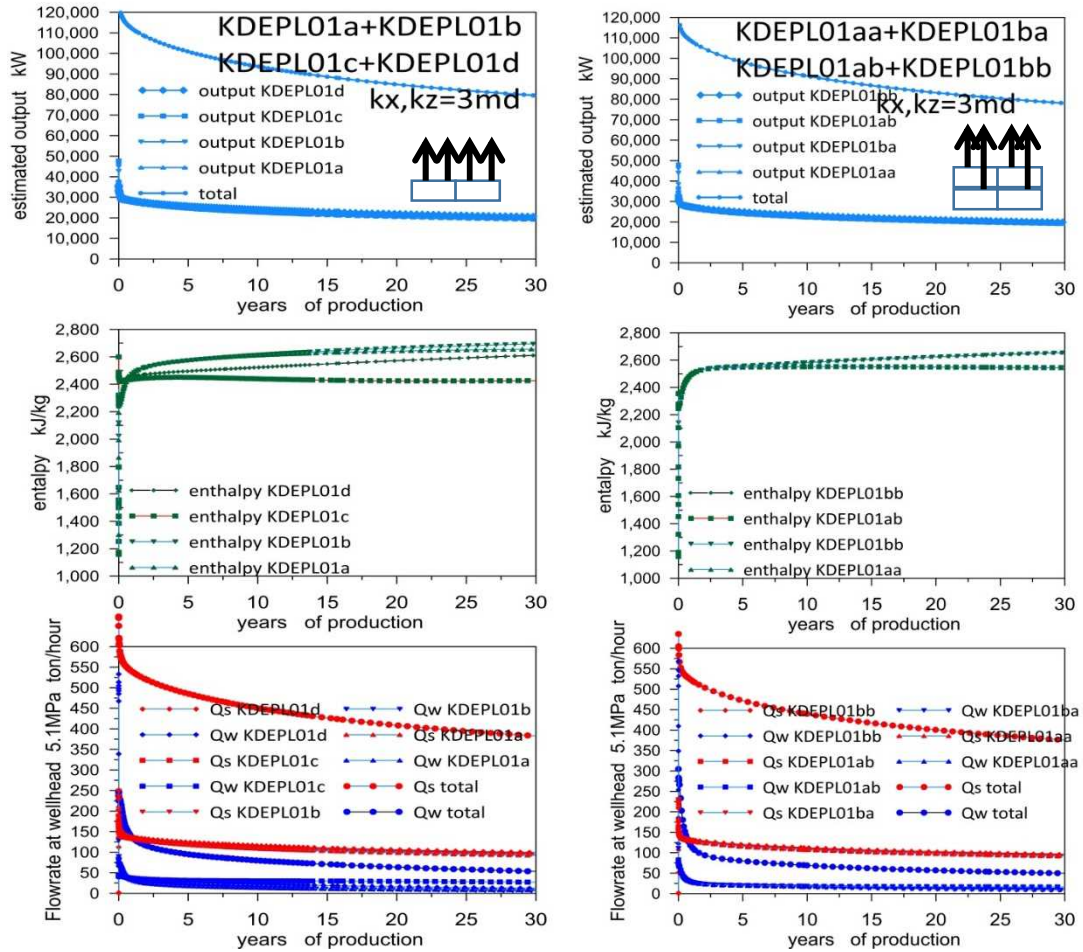 120,000
110,000
100,000
90,000
80,000
70,000
60,000
50,000
40,000
30,000
20,000
10,000
0
estimated output kW
KDEPL01a+KDEPL01b
KDEPL01c+KDEPL01d
kx,kz=3md
output KDEPL01d
output KDEPL01c
output KDEPL01b
output KDEPL01a
total
0 5 10 15 20 25 30
years of production
120,000
110,000
100,000
90,000
80,000
70,000
60,000
50,000
40,000
30,000
20,000
10,000
0
estimated output kW
KDEPL01aa+KDEPL01ba
KDEPL01ab+KDEPL01bb
kx,kz=3md
output KDEPL01bb
output KDEPL01ab
output KDEPL01ba
output KDEPL01aa
total
0 5 10 15 20 25 30
years of production
2,800
2,600
2,400
2,200
2,000
1,800
1,600
1,400
1,200
1,000
entalpy kJ/kg
enthalpy KDEPL01d
enthalpy KDEPL01c
enthalpy KDEPL01b
enthalpy KDEPL01a
0 5 10 15 20 25 30
years of production
2,800
2,600
2,400
2,200
2,000
1,800
1,600
1,400
1,200
1,000
entalpy kJ/kg
enthalpy KDEPL01bb
enthalpy KDEPL01ab
enthalpy KDEPL01bb
enthalpy KDEPL01aa
0 5 10 15 20 25 30
years of production
600
550
500
450
400
350
300
250
200
150
100
50
0
Flowrate at wellhead 5.1MPa ton/hour
Qs KDEPL01d
Qw KDEPL01d
Qs KDEPL01c
Qw KDEPL01c
Qs KDEPL01b
Qw KDEPL01b
Qs KDEPL01a
Qw KDEPL01a
Qs total
Qw total
0 5 10 15 20 25 30
years of production
600
550
500
450
400
350
300
250
200
150
100
50
0
Flowrate at wellhead 5.1MPa ton/hour
Qs KDEPL01bb
Qw KDEPL01bb
Qs KDEPL01ab
Qw KDEPL01ab
Qs KDEPL01ba
Qw KDEPL01ba
Qs KDEPL01aa
Qw KDEPL01aa
Qs total
Qw total
0 5 10 15 20 25 30
years of production